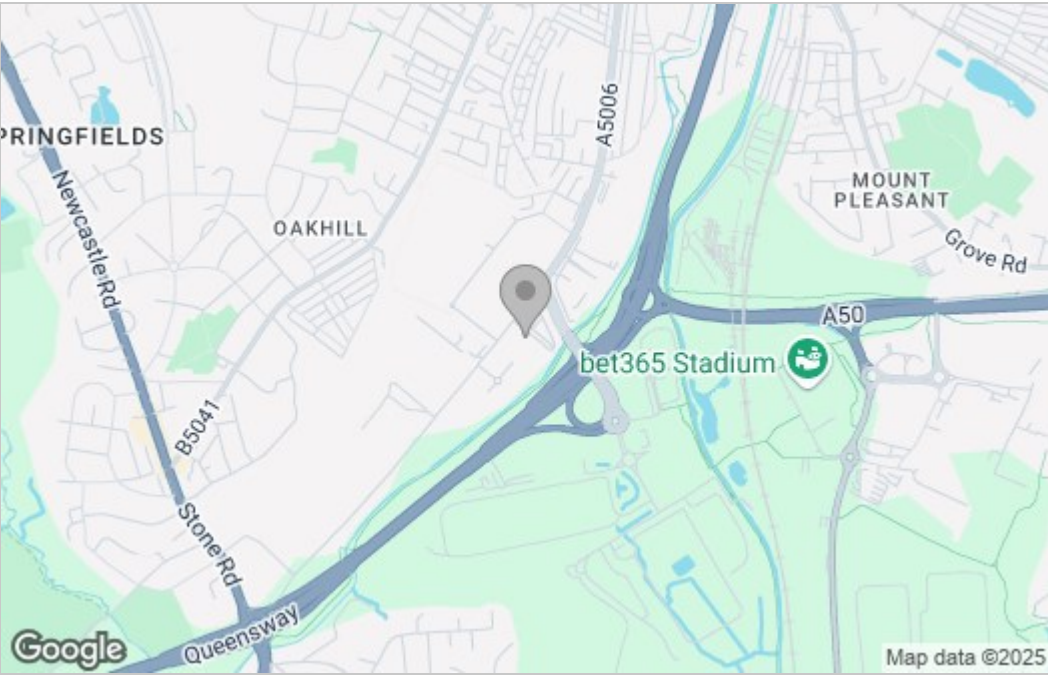 A5006
PRINGFIELDS
MOUNT
PLEASANT
Newcastle Rd
OAKHILL
Grove Rd
A50
bet365 Stadium
B5041
Stone Rd
Queensway
Google
Map data ©2025